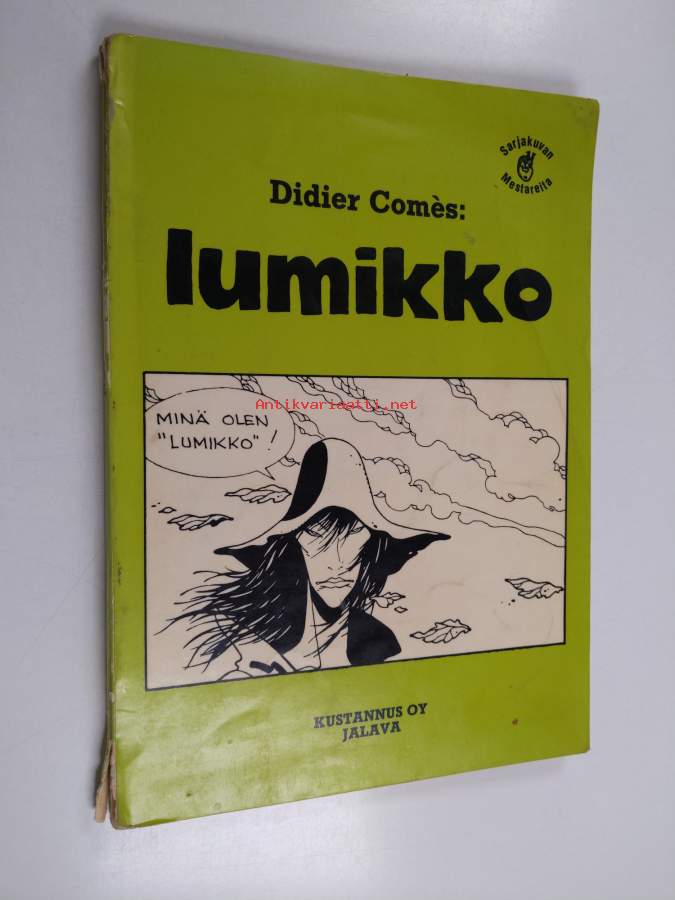 Sarjakuvan
Mestareita
Didier Comès:
lumikko
Antikvariaatti.net
MINÄ OLEN
"LUMIKKO"!
KUSTANNUS OY
JALAVA